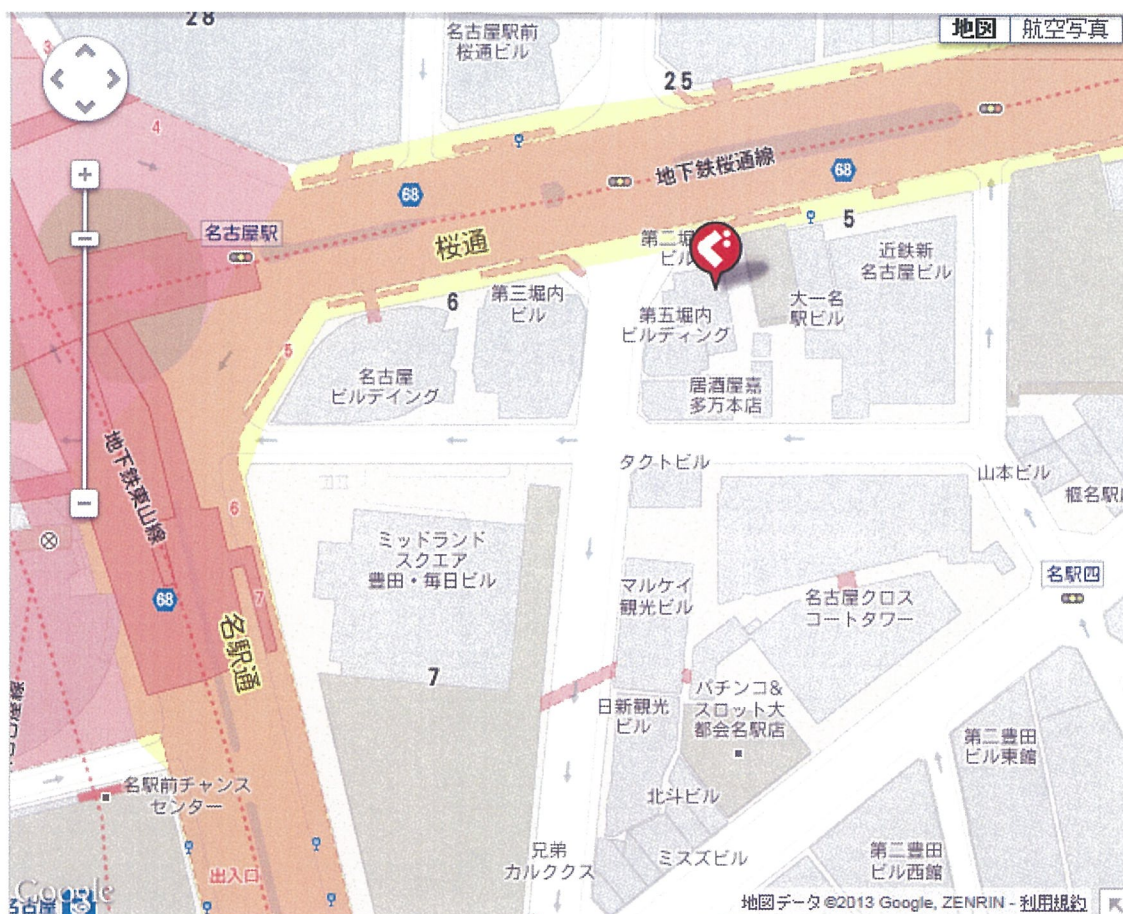 28
地図
航空写真
3
名古屋駅前
桜通ビル
25
4
地下鉄桜通線
68
68
名古屋駅
桜通
5
第二堀
ビル
近鉄新
名古屋ビル
6
第三堀内
ビル
第五堀内
ビルディング
大一名
駅ビル
5
名古屋
ビルデイング
居酒屋嘉
多万本店
地下鉄東山線
タクトビル
山本ビル
6
ミッドランド
スクエア
豊田・毎日ビル
マルケイ
観光ビル
名古屋クロス
コートタワー
名駅四
68
7
名駅通
7
日新観光
ビル
パチンコ&
スロット大
都会名駅店
第二豊田
ビル東館
名駅前チャンス
センター
北斗ビル
兄弟
カルククス
ミスズビル
第二豊田
ビル西館
出入口
Google
名古屋
地図データ ©2013 Google, ZENRIN - 利用規約